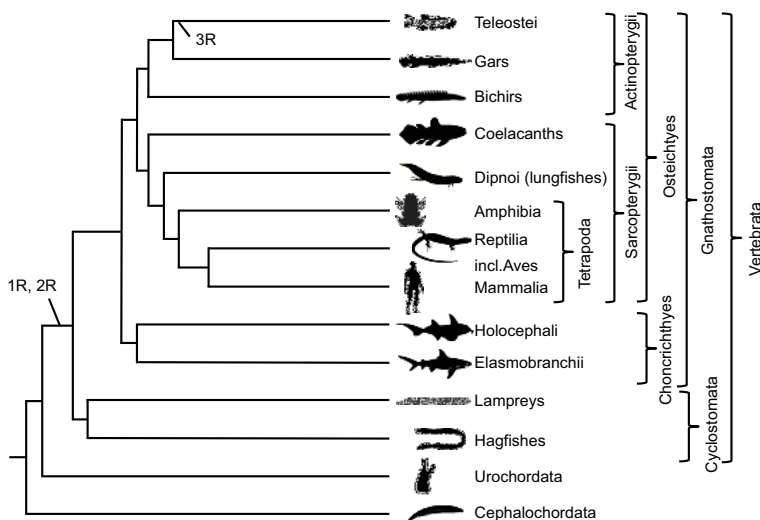 Teleostei
3R
Gars
Bichirs
Coelacanths
Dipnoi (lungfishes)
Amphibia
Reptilia
incl.Aves
Mammalia
1R, 2R
Holocephali
Elasmobranchii
Lampreys
Hagfishes
Urochordata
Cephalochordata
Tetrapoda
Actinopterygii
Sarcopterygii
Osteichtyes
Choncrichthyes
Gnathostomata
Cyclostomata
Vertebrata